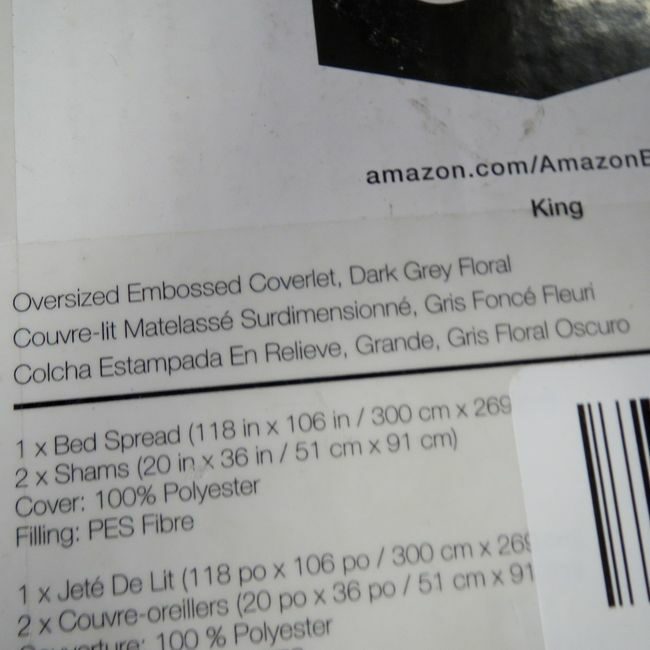 amazon.com/AmazonB
King
Oversized Embossed Coverlet, Dark Grey Floral
Couvre-lit Matelassé Surdimensionné, Gris Foncé Fleuri
Colcha Estampada En Relieve, Grande, Gris Floral Oscuro
1 x Bed Spread (118 in x 106 in / 300 cm x 269
2 x Shams (20 in x 36 in / 51 cm x 91 cm)
Cover: 100% Polyester
Filling: PES Fibre
1 x Jeté De Lit (118 po x 106 po / 300 cm x 269
2 x Couvre-oreillers (20 po x 36 po / 51 cm x 91
100 % Polyester